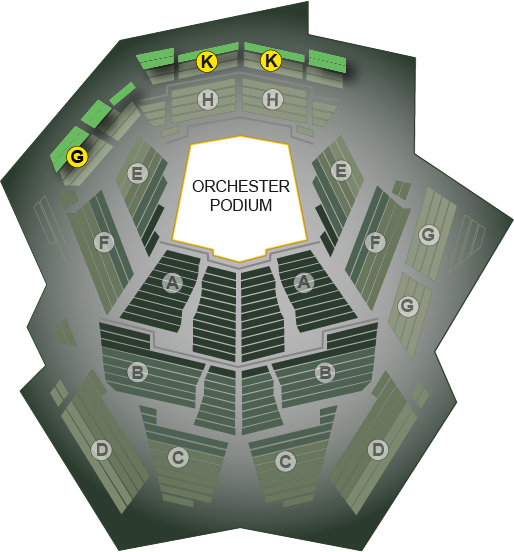 K K
H H
G
ORCHESTER
PODIUM
E E
F F
G
A A
G
B B
C C
D D